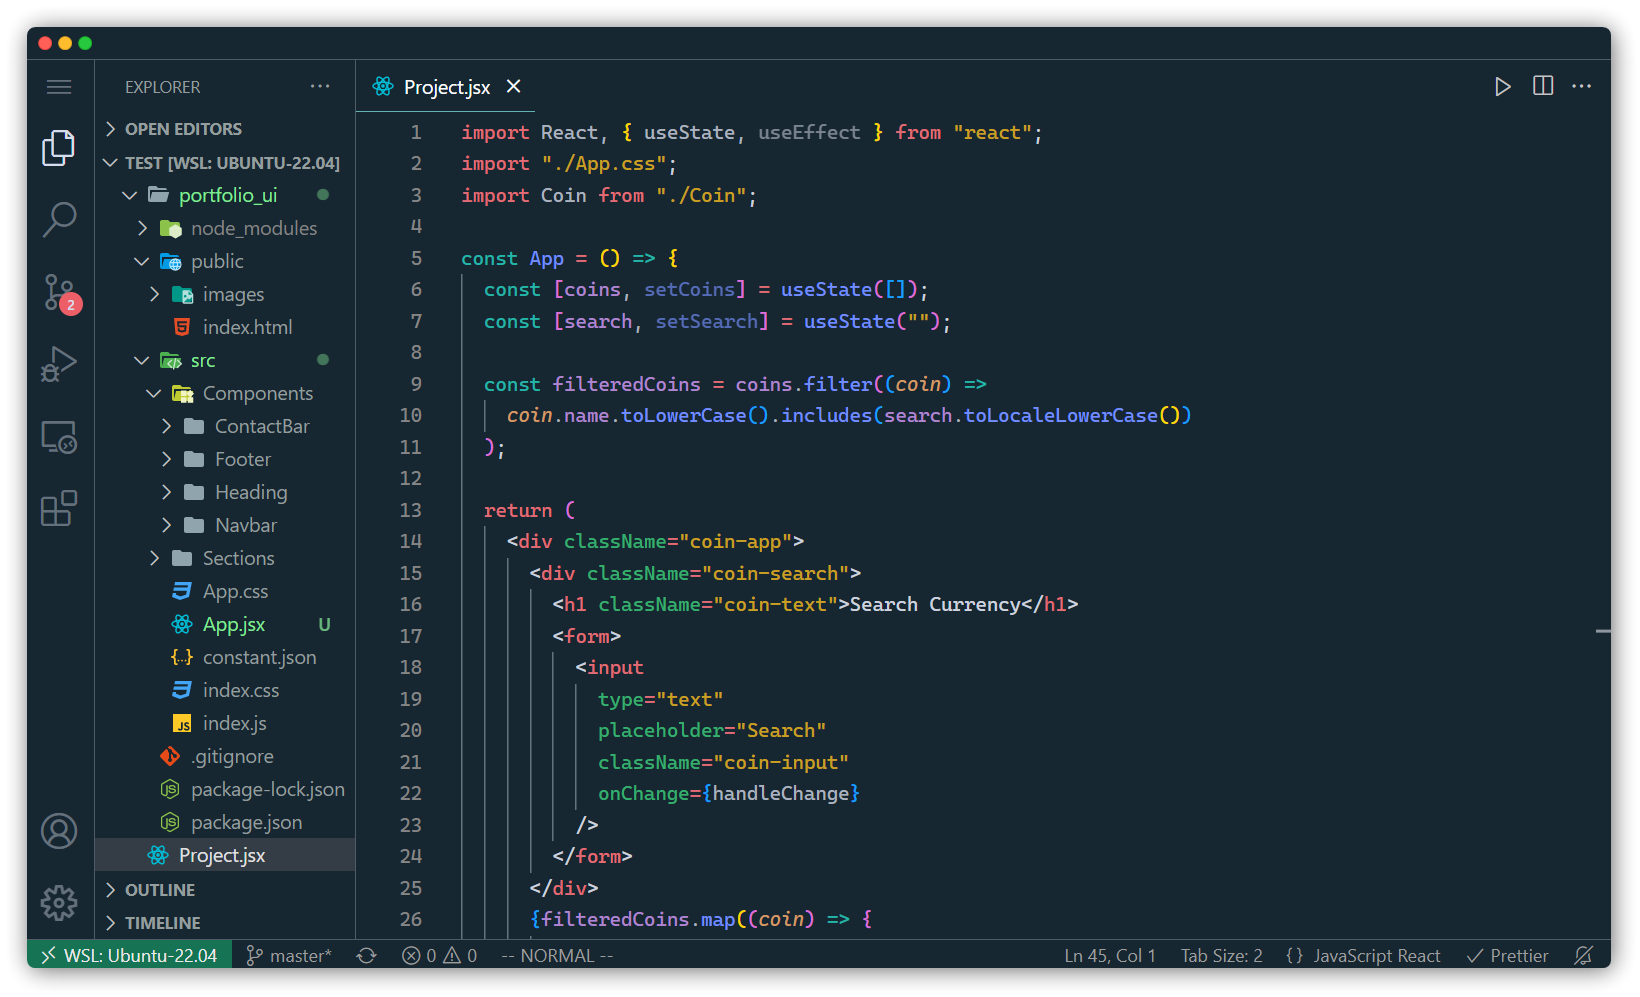 EXPLORER ···
OPEN EDITORS
TEST [WSL: UBUNTU-22.04]
portfolio_ui
node_modules
public
images
index.html
src
Components
ContactBar
Footer
Heading
Navbar
Sections
App.css
App.jsx U
constant.json
index.css
JS index.js
.gitignore
package-lock.json
package.json
Project.jsx
OUTLINE
TIMELINE
2
Project.jsx
1 import React, { useState, useEffect } from "react";
2 import "./App.css";
3 import Coin from "./Coin";
4
5 const App = () => {
6 const [coins, setCoins] = useState([]);
7 const [search, setSearch] = useState("");
8
9 const filteredCoins = coins.filter((coin) =>
10 coin.name.toLowerCase().includes(search.toLocaleLowerCase())
11 );
12
13 return (
14 <div className="coin-app">
15 <div className="coin-search">
16 <h1 className="coin-text">Search Currency</h1>
17 <form>
18 <input
19 type="text"
20 placeholder="Search"
21 className="coin-input"
22 onChange={handleChange}
23 />
24 </form>
25 </div>
26 {filteredCoins.map((coin) => {
WSL: Ubuntu-22.04 master* 0 0 -- NORMAL -- Ln 45, Col 1 Tab Size: 2 {} JavaScript React Prettier